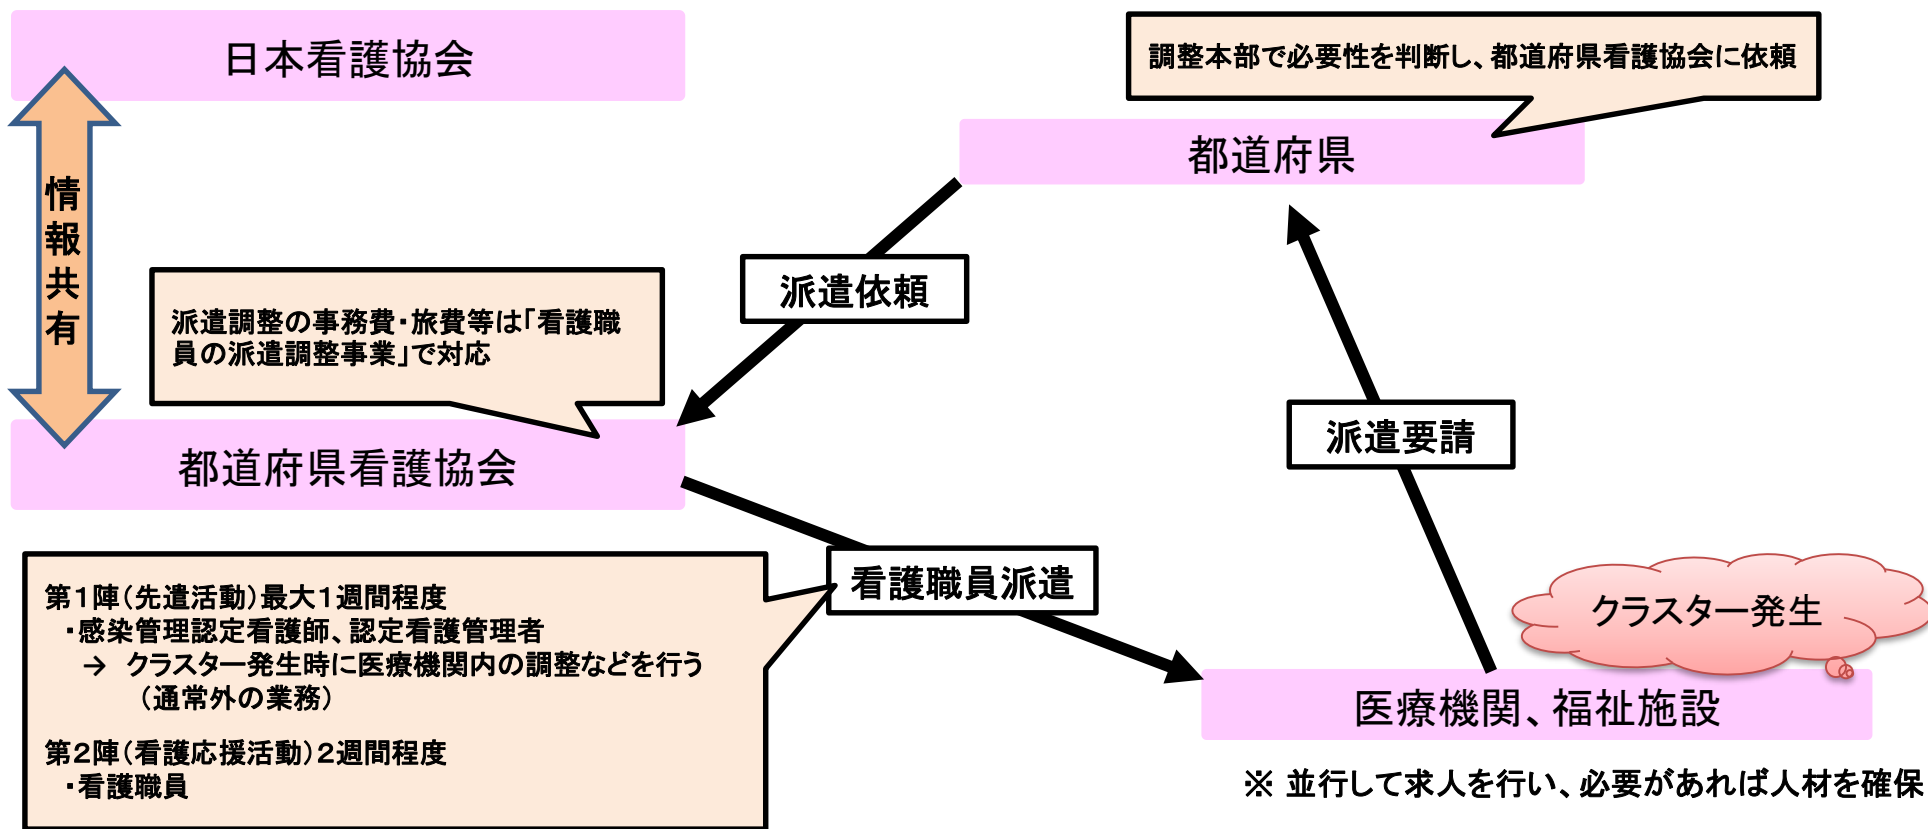 日本看護協会
調整本部で必要性を判断し、都道府県看護協会に依頼
都道府県
情報共有
派遣依頼
派遣調整の事務費・旅費等は「看護職
員の派遣調整事業」で対応
派遣要請
都道府県看護協会
看護職員派遣
第１陣（先遣活動）最大１週間程度
・感染管理認定看護師、認定看護管理者
→ クラスター発生時に医療機関内の調整などを行う
（通常外の業務）
第２陣（看護応援活動）２週間程度
・看護職員
クラスター発生
医療機関、福祉施設
※ 並行して求人を行い、必要があれば人材を確保